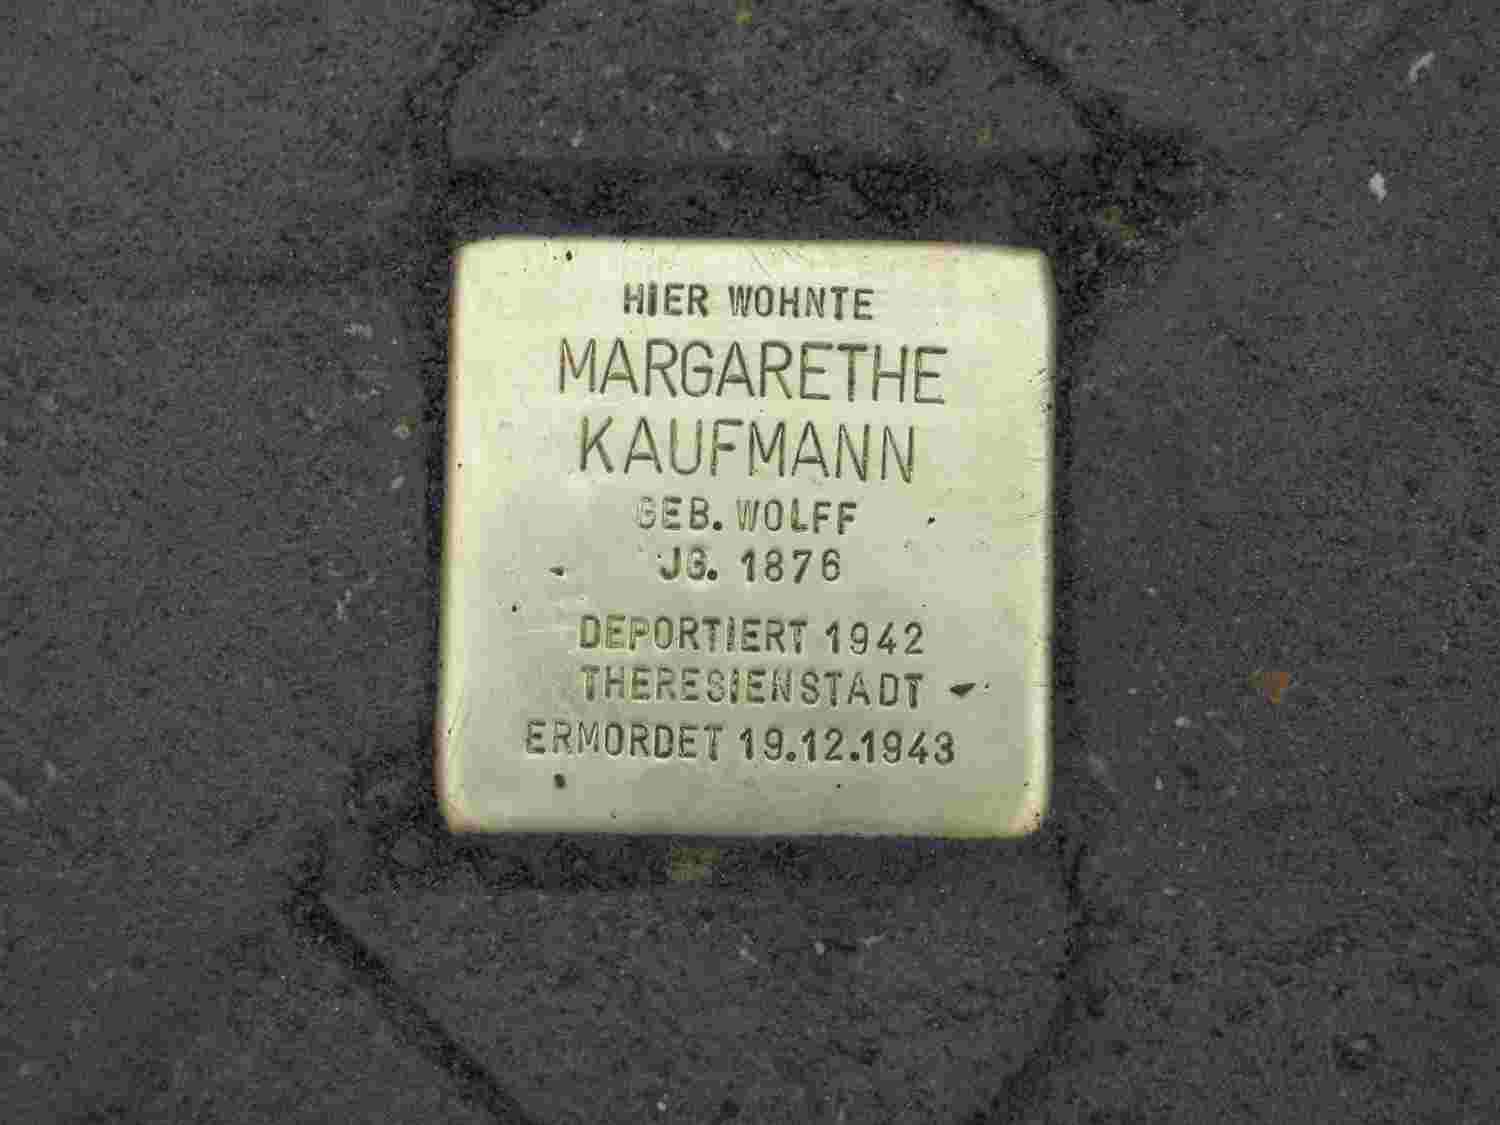 HIER WOHNTE
MARGARETHE
KAUFMANN
GEB. WOLFF
JG. 1876
DEPORTIERT 1942
THERESIENSTADT
ERMORDET 19.12.1943